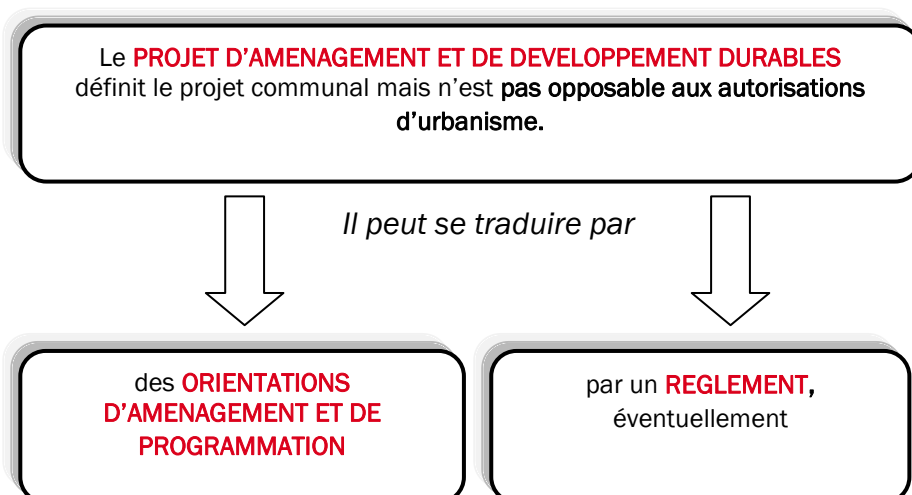 Le PROJET D’AMENAGEMENT ET DE DEVELOPPEMENT DURABLES
définit le projet communal mais n’est pas opposable aux autorisations
d’urbanisme.
Il peut se traduire par
des ORIENTATIONS
D’AMENAGEMENT ET DE
PROGRAMMATION
par un REGLEMENT,
éventuellement